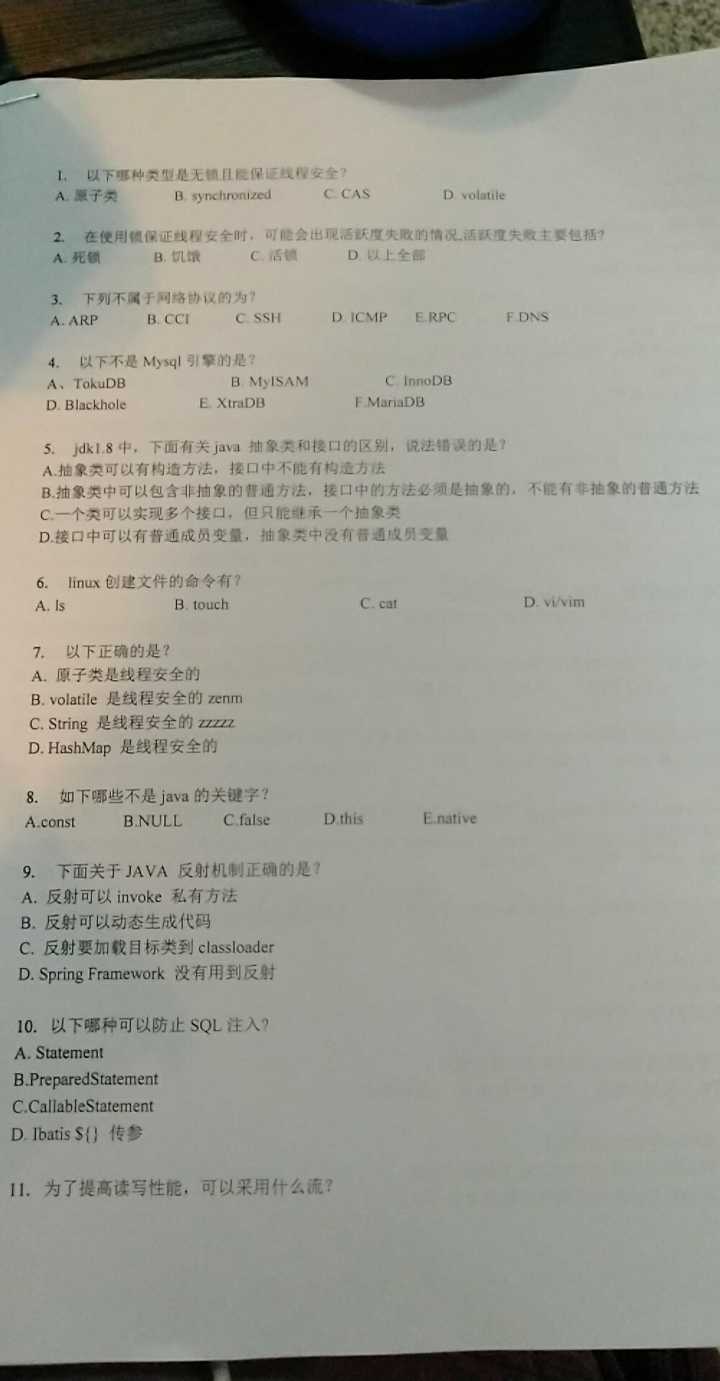 1. 以下哪种类型是无锁且能保证线程安全?
A. 原子类 B. synchronized C. CAS D. volatile
2. 在使用锁保证线程安全时，可能会出现活跃度失败的情况,活跃度失败主要包括?
A. 死锁 B. 饥饿 C. 活锁 D. 以上全部
3. 下列不属于网络协议的为?
A. ARP B. CCI C. SSH D. ICMP E.RPC F.DNS
4. 以下不是 Mysql 引擎的是?
A、TokuDB B. MyISAM C. InnoDB
D. Blackhole E. XtraDB F.MariaDB
5. jdk1.8 中，下面有关 java 抽象类和接口的区别，说法错误的是?
A.抽象类可以有构造方法，接口中不能有构造方法
B.抽象类中可以包含非抽象的普通方法，接口中的方法必须是抽象的，不能有非抽象的普通方法
C.一个类可以实现多个接口，但只能继承一个抽象类
D.接口中可以有普通成员变量，抽象类中没有普通成员变量
6. linux 创建文件的命令有?
A. ls B. touch C. cat D. vi/vim
7. 以下正确的是?
A. 原子类是线程安全的
B. volatile 是线程安全的 zenm
C. String 是线程安全的 zzzzz
D. HashMap 是线程安全的
8. 如下哪些不是 java 的关键字?
A.const B.NULL C.false D.this E.native
9. 下面关于 JAVA 反射机制正确的是?
A. 反射可以 invoke 私有方法
B. 反射可以动态生成代码
C. 反射要加载目标类到 classloader
D. Spring Framework 没有用到反射
10. 以下哪种可以防止 SQL 注入?
A. Statement
B.PreparedStatement
C.CallableStatement
D. Ibatis ${} 传参
11. 为了提高读写性能，可以采用什么流?